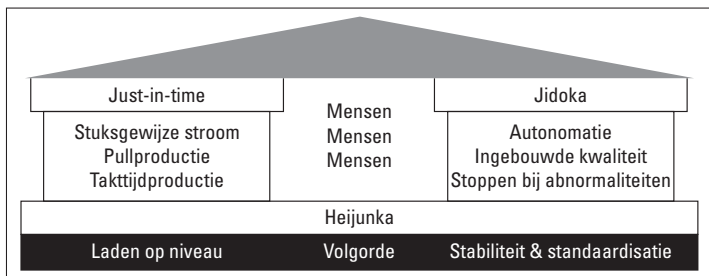 Just-in-time
Stuksgewijze stroom
Pullproductie
Takttijdproductie
Mensen
Mensen
Mensen
Jidoka
Autonomatie
Ingebouwde kwaliteit
Stoppen bij abnormaliteiten
Heijunka
Laden op niveau
Volgorde
Stabiliteit & standaardisatie